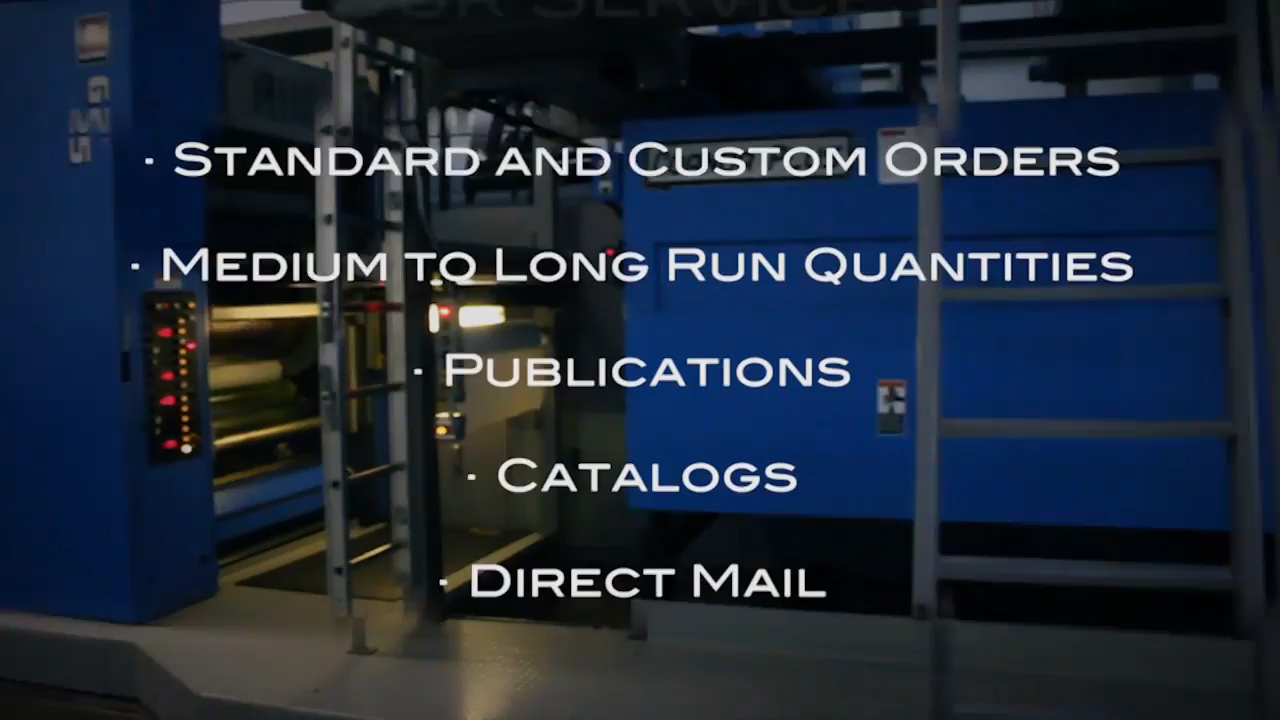 · Standard and Custom Orders
· Medium to Long Run Quantities
· Publications
· Catalogs
· Direct Mail